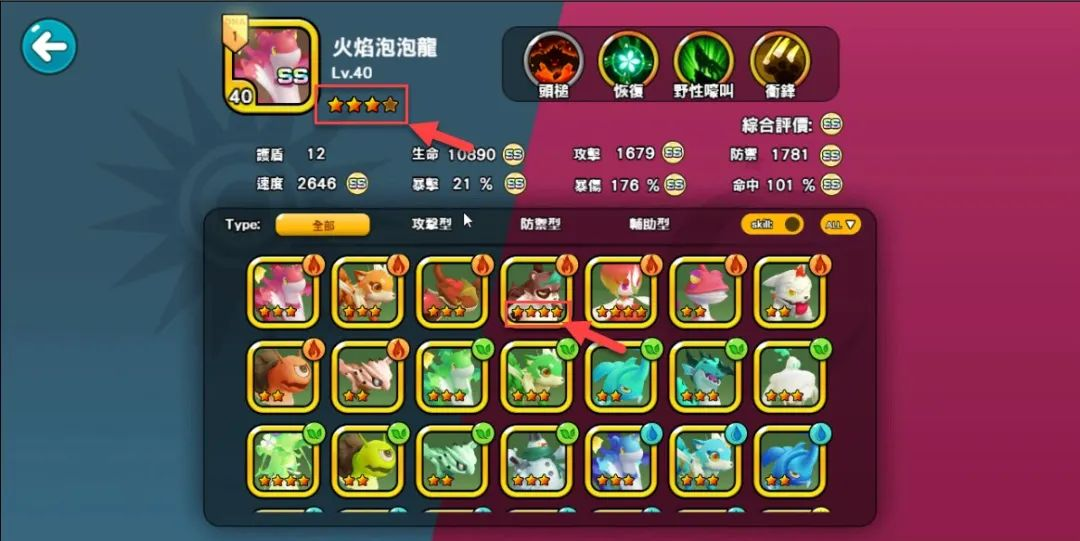 DNA
1
SS
40
火焰泡泡龍
Lv.40
頭槌 恢復 野性嚎叫 衝鋒
綜合評價: SS
護盾 12 生命 10890 SS 攻擊 1679 SS 防禦 1781 SS
速度 2646 SS 暴擊 21 % SS 暴傷 176 % SS 命中 101 % SS
Type: 全部 攻擊型 防禦型 輔助型 skill: ALL